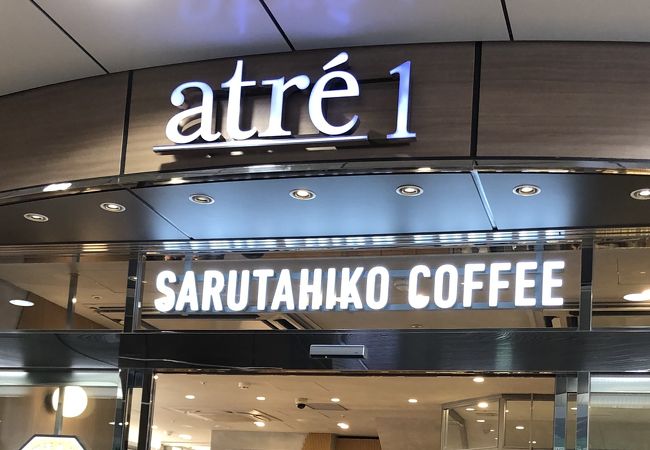 atré 1
SARUTAHIKO COFFEE